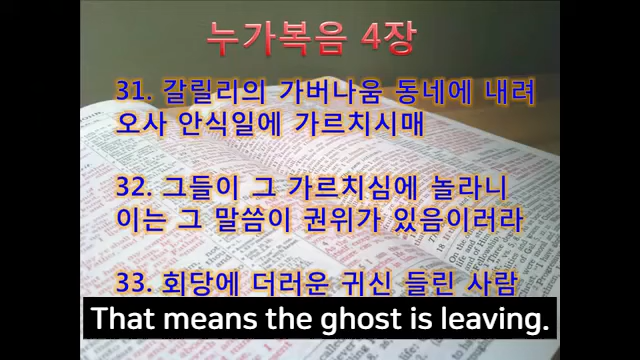 누가복음 4장
31. 갈릴리의 가버나움 동네에 내려
오사 안식일에 가르치시매
32. 그들이 그 가르치심에 놀라니
이는 그 말씀이 권위가 있음이러라
33. 회당에 더러운 귀신 들린 사람
That means the ghost is leaving.